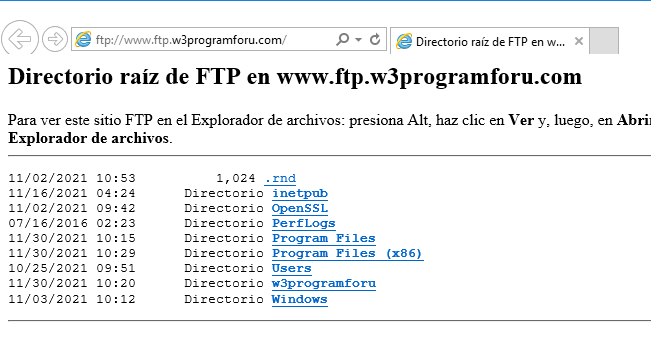 ftp://www.ftp.w3programforu.com/
Directorio raíz de FTP en w...
Directorio raíz de FTP en www.ftp.w3programforu.com
Para ver este sitio FTP en el Explorador de archivos: presiona Alt, haz clic en Ver y, luego, en Abri
Explorador de archivos.
11/02/2021 10:53 1,024 .rnd
11/16/2021 04:24 Directorio inetpub
11/02/2021 09:42 Directorio OpenSSL
07/16/2016 02:23 Directorio PerfLogs
11/30/2021 10:15 Directorio Program Files
11/30/2021 10:29 Directorio Program Files (x86)
10/25/2021 09:51 Directorio Users
11/30/2021 10:20 Directorio w3programforu
11/03/2021 10:12 Directorio Windows